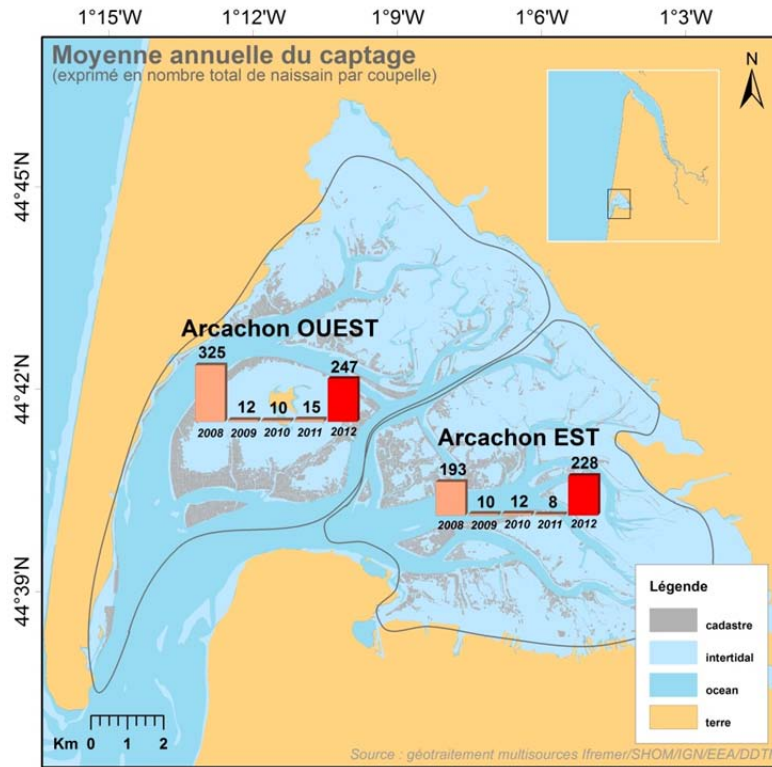 1°15'W 1°9'W 1°6'W 1°3'W
Moyenne annuelle du captage
(exprimé en nombre total de naissain par coupelle)
N
44°45'N
44°42'N
44°39'N
Arcachon OUEST
325 12 10 15 247
2008 2009 2010 2011 2012
Arcachon EST
193 10 12 8 228
2008 2009 2010 2011 2012
Légende
cadastre
intertidal
ocean
terre
Km 0 1 2
Source : géotraitement multisources Ifremer/SHOM/IGN/EEA/DDT